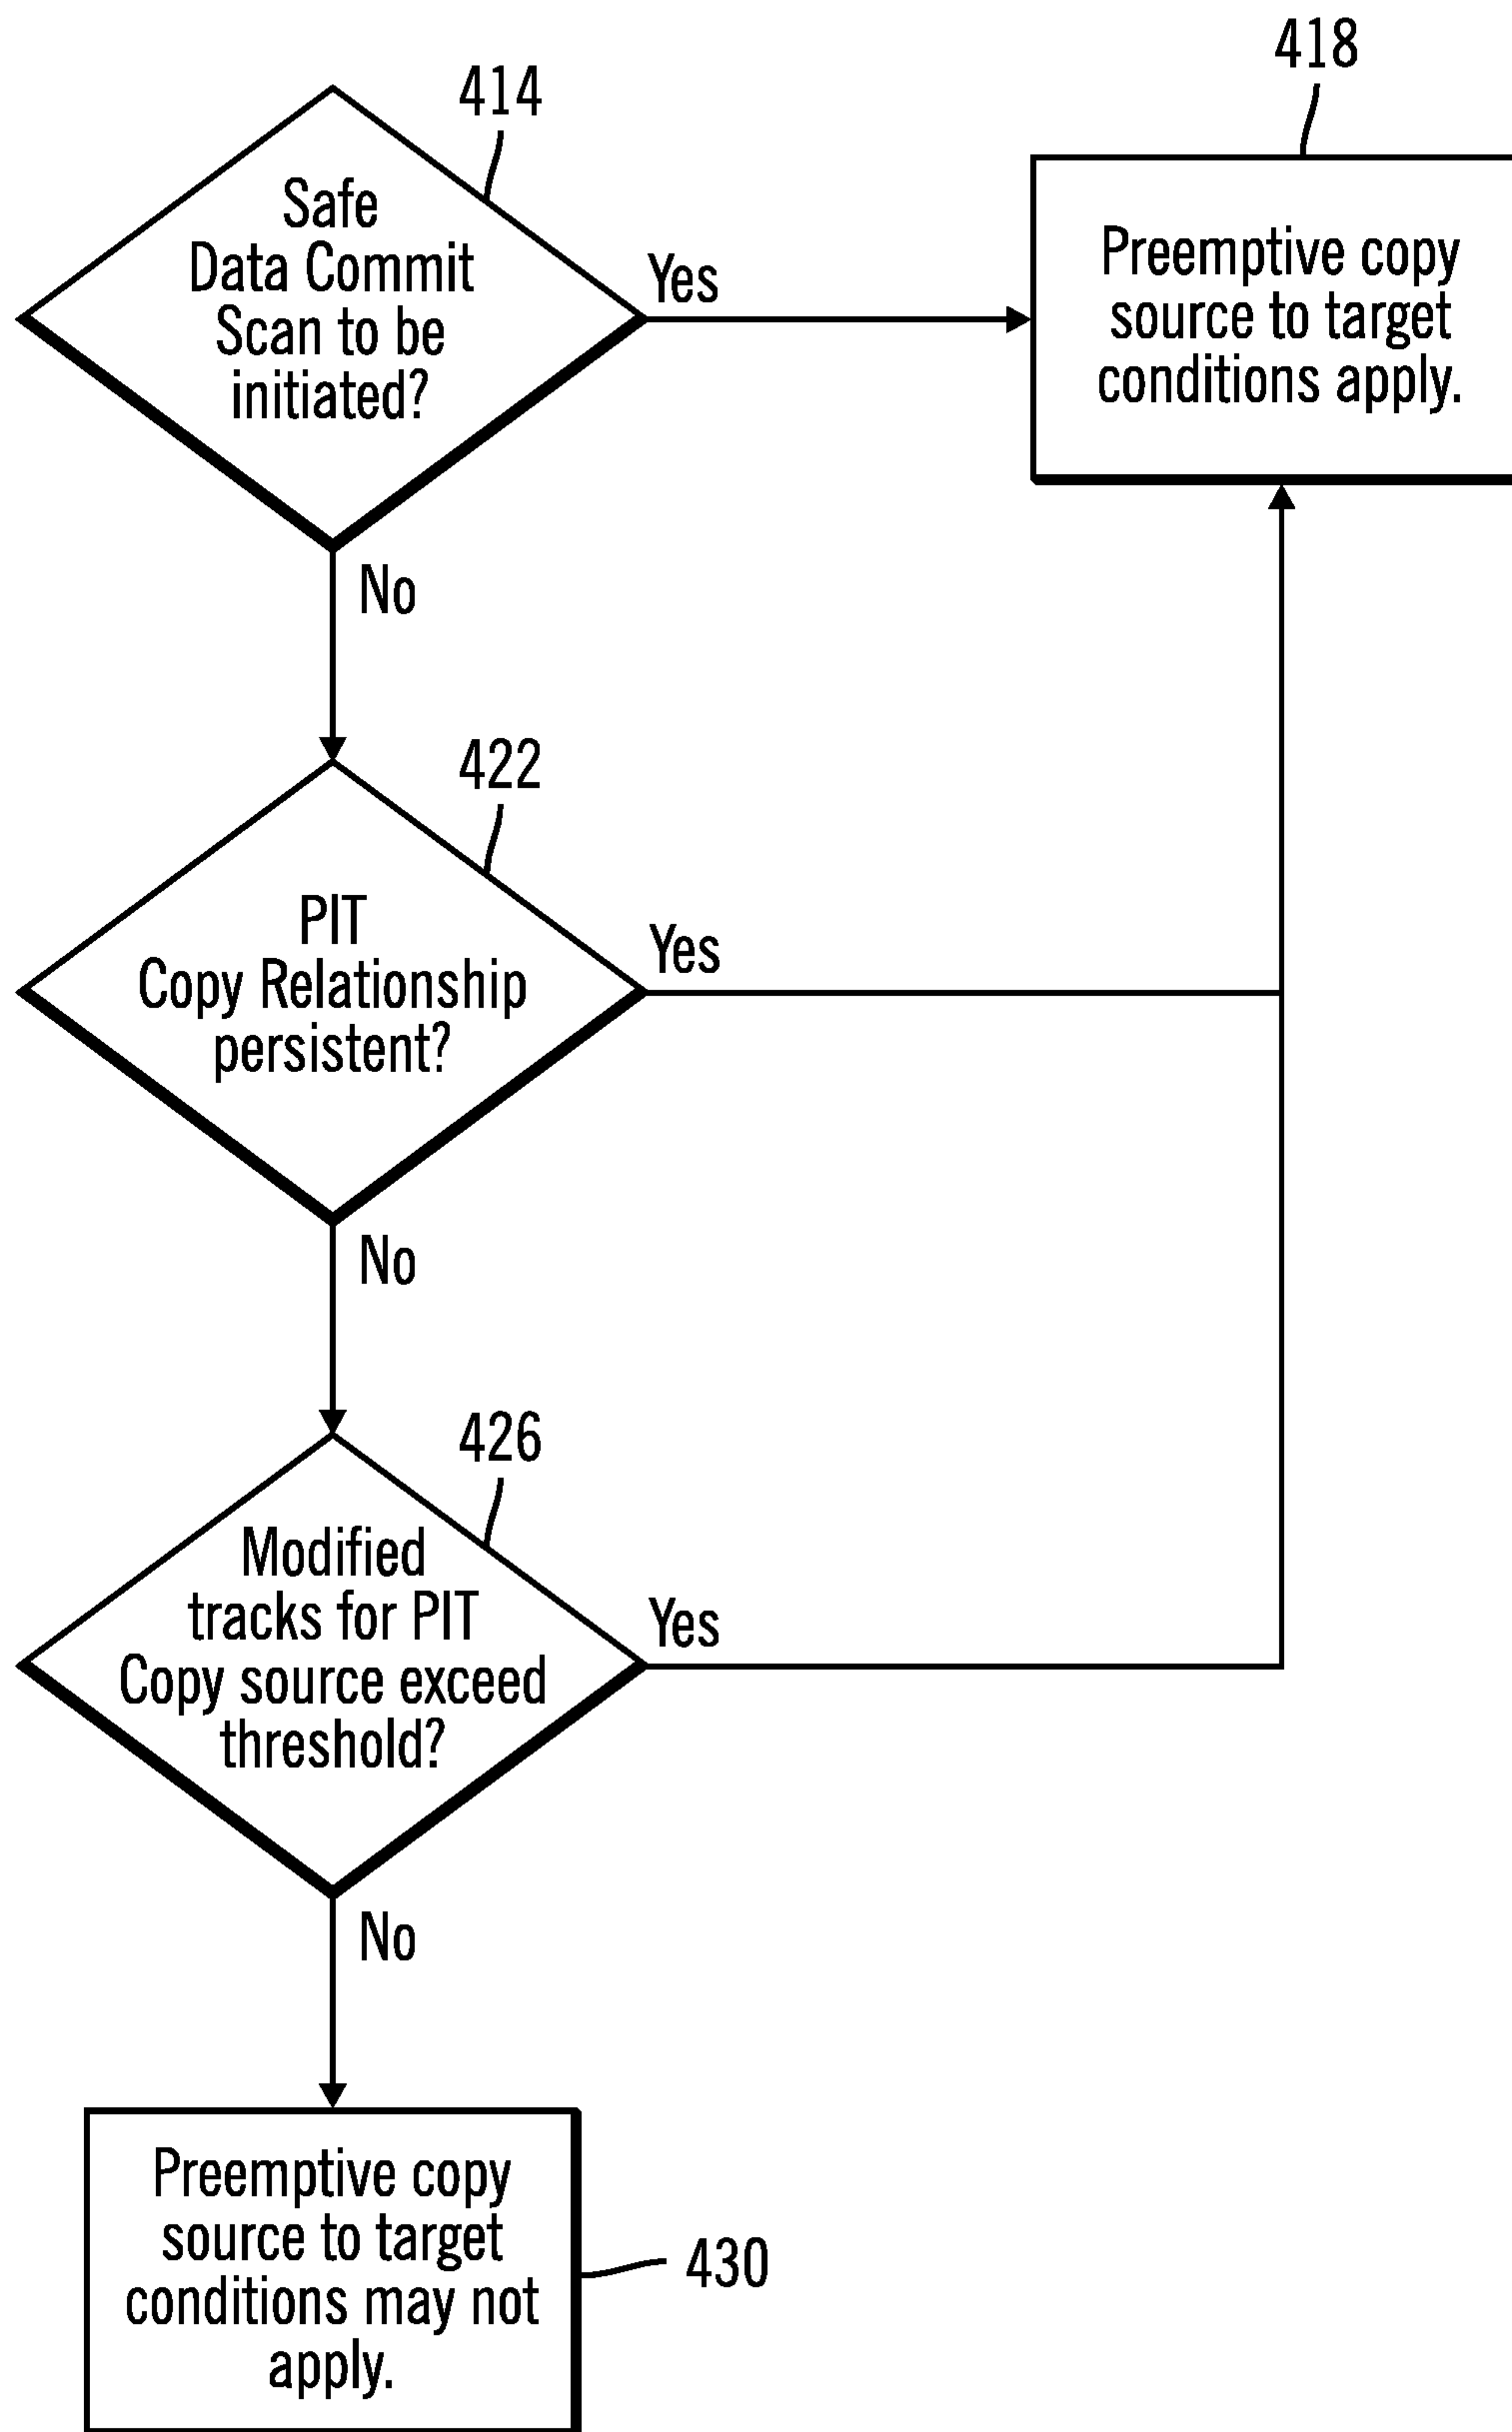 418
414
Safe
Data Commit
Scan to be
initiated?
Yes
Preemptive copy
source to target
conditions apply.
No
422
PIT
Copy Relationship
persistent?
Yes
No
426
Modified
tracks for PIT
Copy source exceed
threshold?
Yes
No
Preemptive copy
source to target
conditions may not
apply.
430